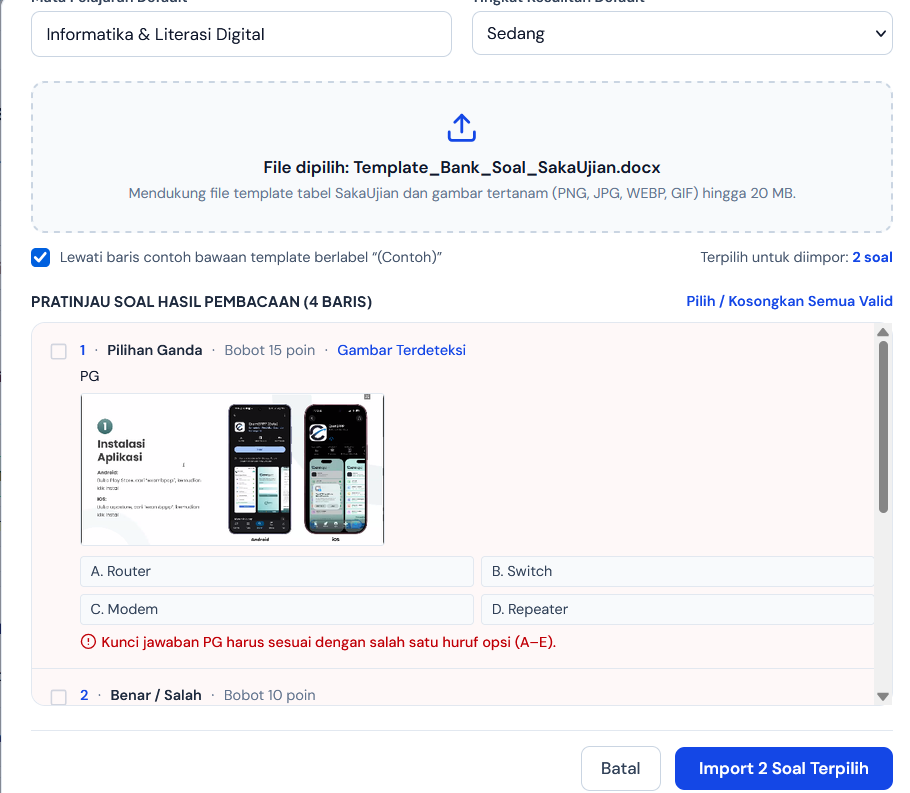 Informatika & Literasi Digital
Sedang
File dipilih: Template_Bank_Soal_SakaUjian.docx
Mendukung file template tabel SakaUjian dan gambar tertanam (PNG, JPG, WEBP, GIF) hingga 20 MB.
Lewati baris contoh bawaan template berlabel “(Contoh)”
Terpilih untuk diimpor: 2 soal
PRATINJAU SOAL HASIL PEMBACAAN (4 BARIS)
Pilih / Kosongkan Semua Valid
1 · Pilihan Ganda · Bobot 15 poin · Gambar Terdeteksi
PG
1
Instalasi
Aplikasi
Android:
iOS:
Android
iOS
A. Router
B. Switch
C. Modem
D. Repeater
Kunci jawaban PG harus sesuai dengan salah satu huruf opsi (A–E).
2 · Benar / Salah · Bobot 10 poin
Batal
Import 2 Soal Terpilih